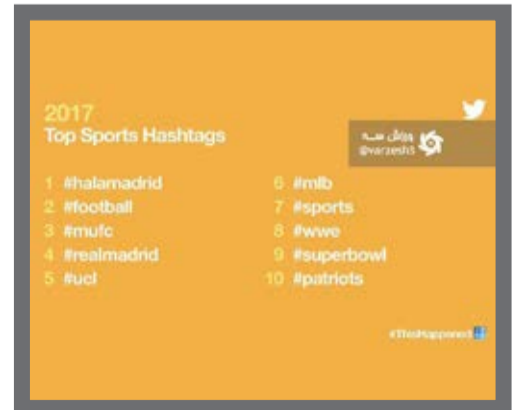 2017
Top Sports Hashtags
ورزش سه
@varzesh3
1 #halamadrid
2 #football
3 #mufc
4 #realmadrid
5 #ucl
6 #mlb
7 #sports
8 #wwe
9 #superbowl
10 #patriots
#ThisHappened